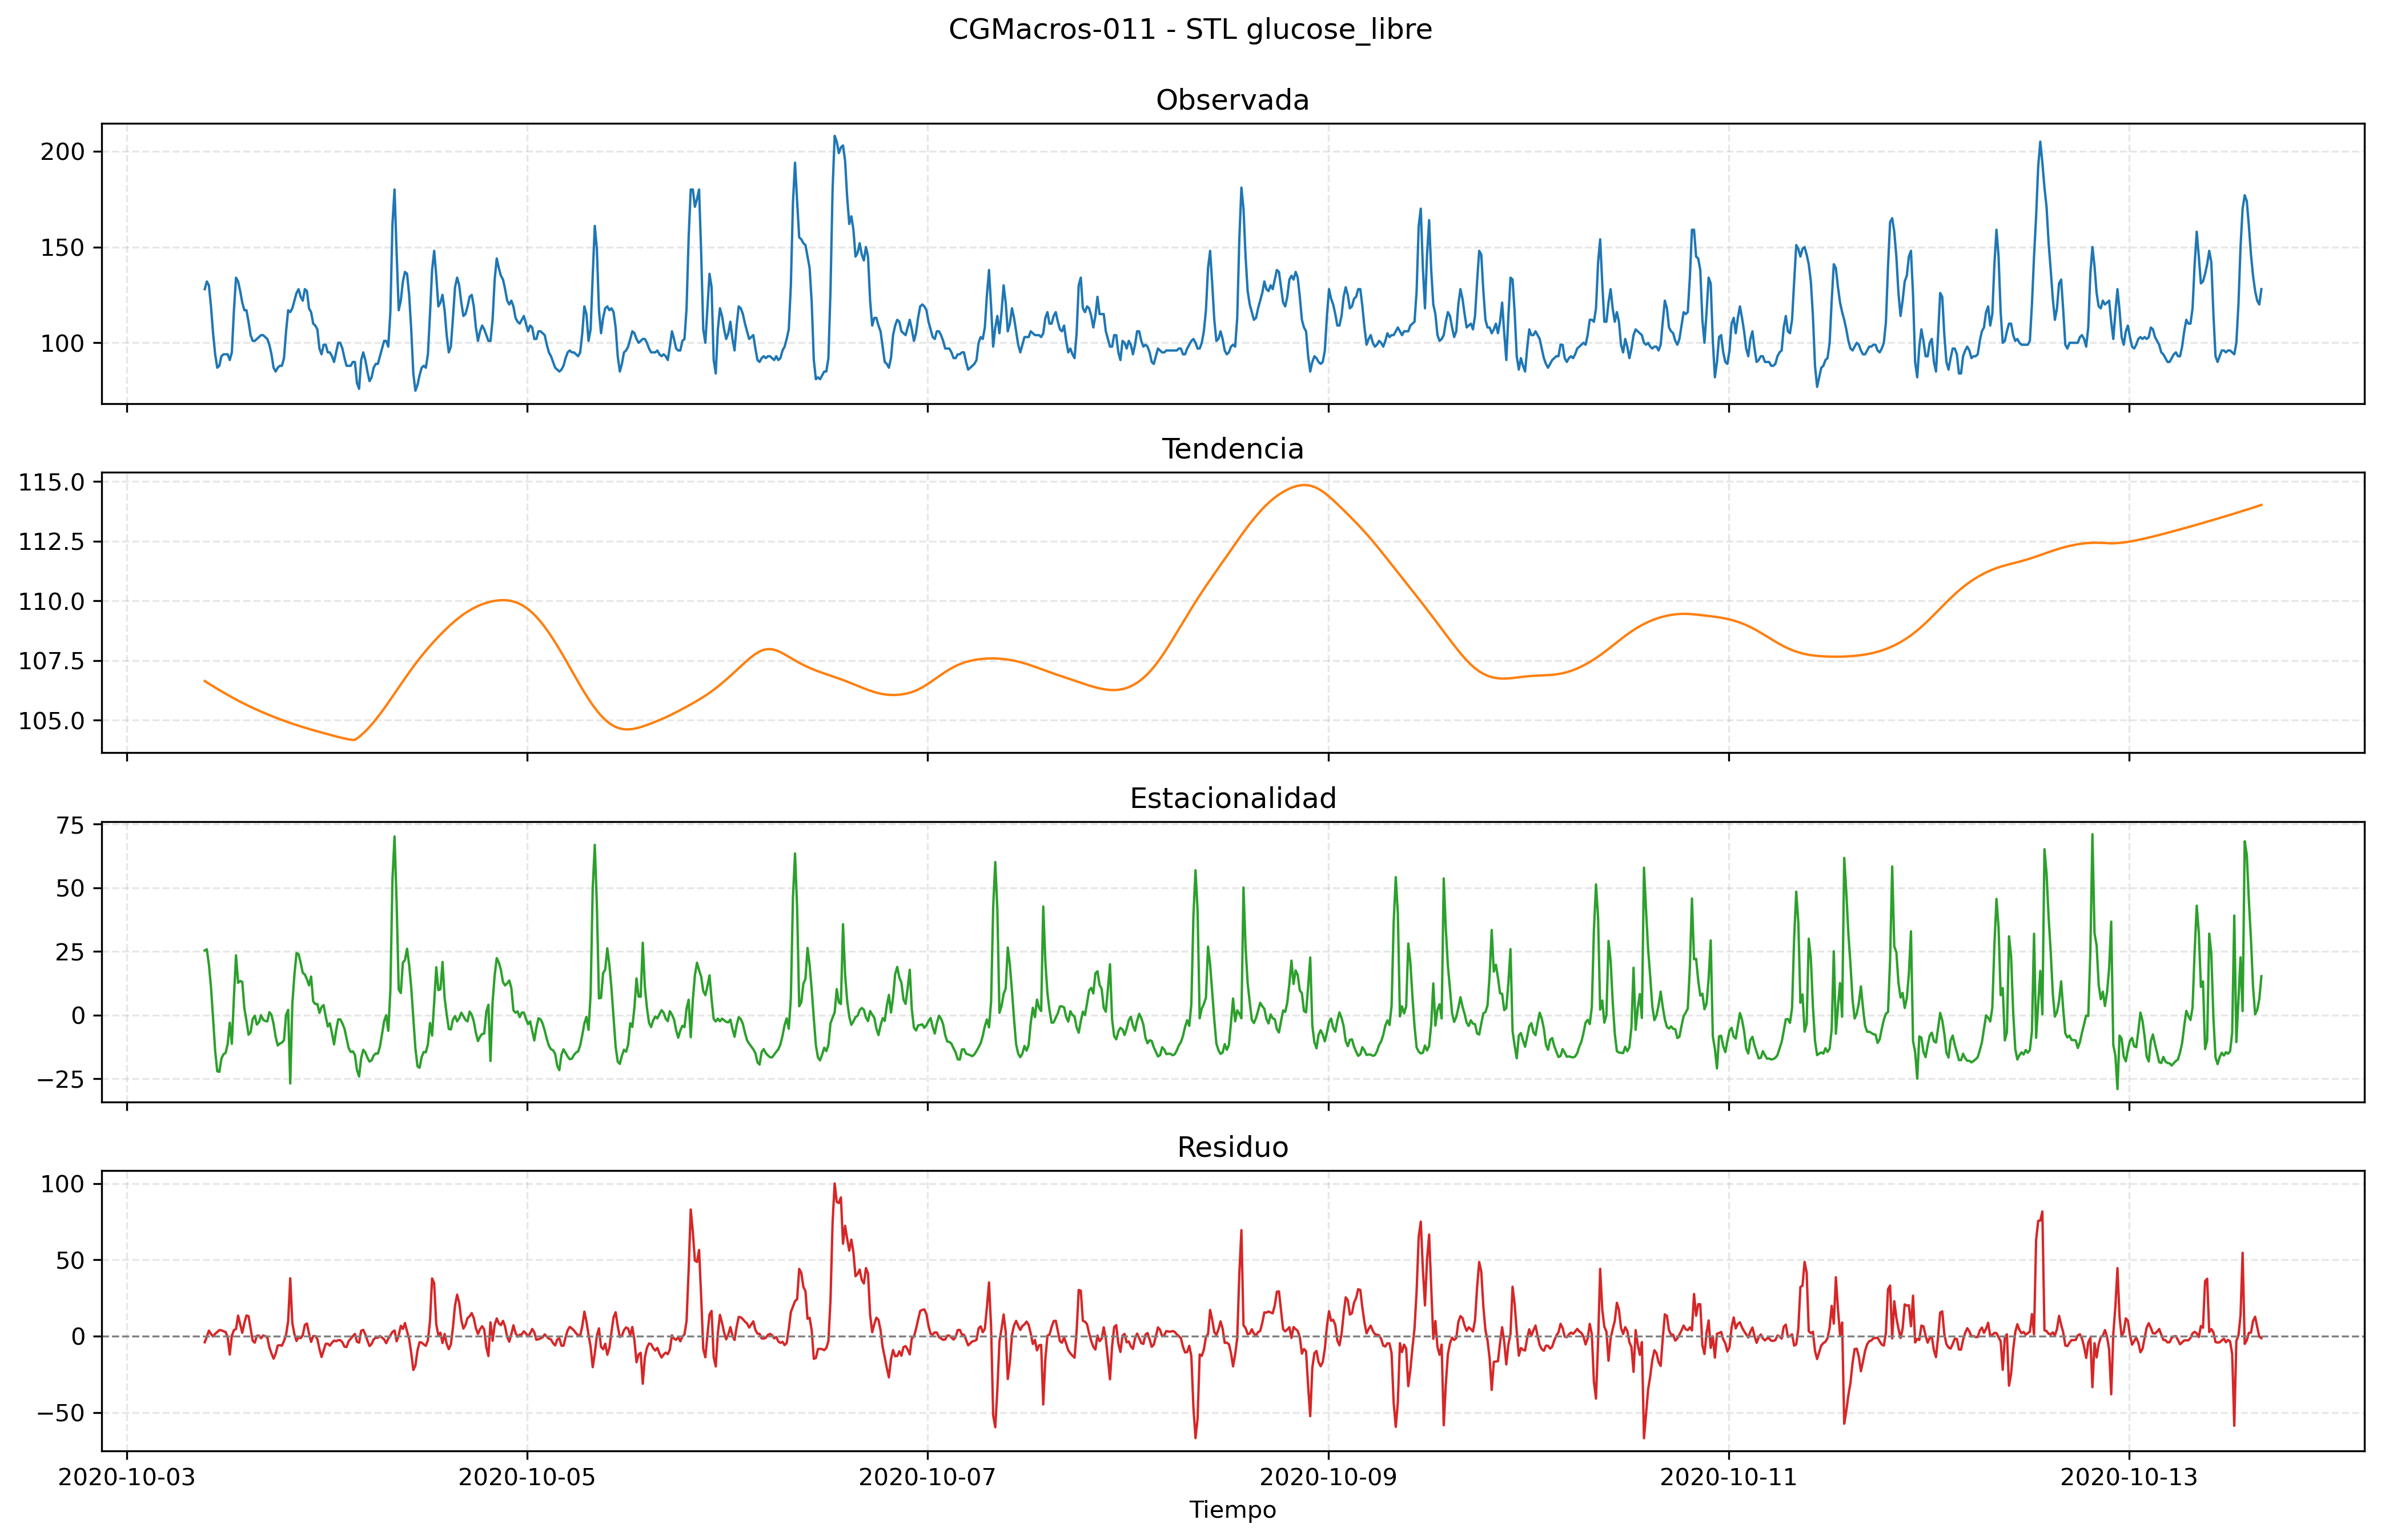 CGMacros-011 - STL glucose_libre
Observada
200
150
100
Tendencia
115.0
112.5
110.0
107.5
105.0
Estacionalidad
75
50
25
0
−25
Residuo
100
50
0
−50
2020-10-03 2020-10-05 2020-10-07 2020-10-09 2020-10-11 2020-10-13
Tiempo